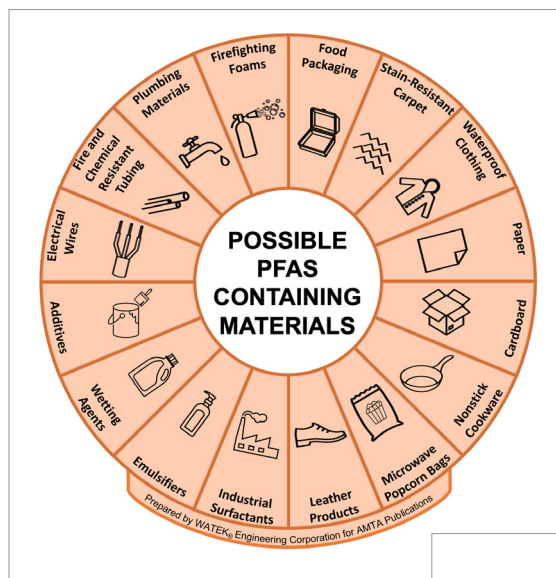 POSSIBLE
PFAS
CONTAINING
MATERIALS
Food
Packaging
Stain-Resistant
Carpet
Waterproof
Clothing
Paper
Cardboard
Nonstick
Cookware
Microwave
Popcorn Bags
Leather
Products
Industrial
Surfactants
Emulsifiers
Wetting
Agents
Additives
Electrical
Wires
Fire and
Chemical
Resistant
Tubing
Plumbing
Materials
Firefighting
Foams
Prepared by WATEK® Engineering Corporation for AMTA Publications